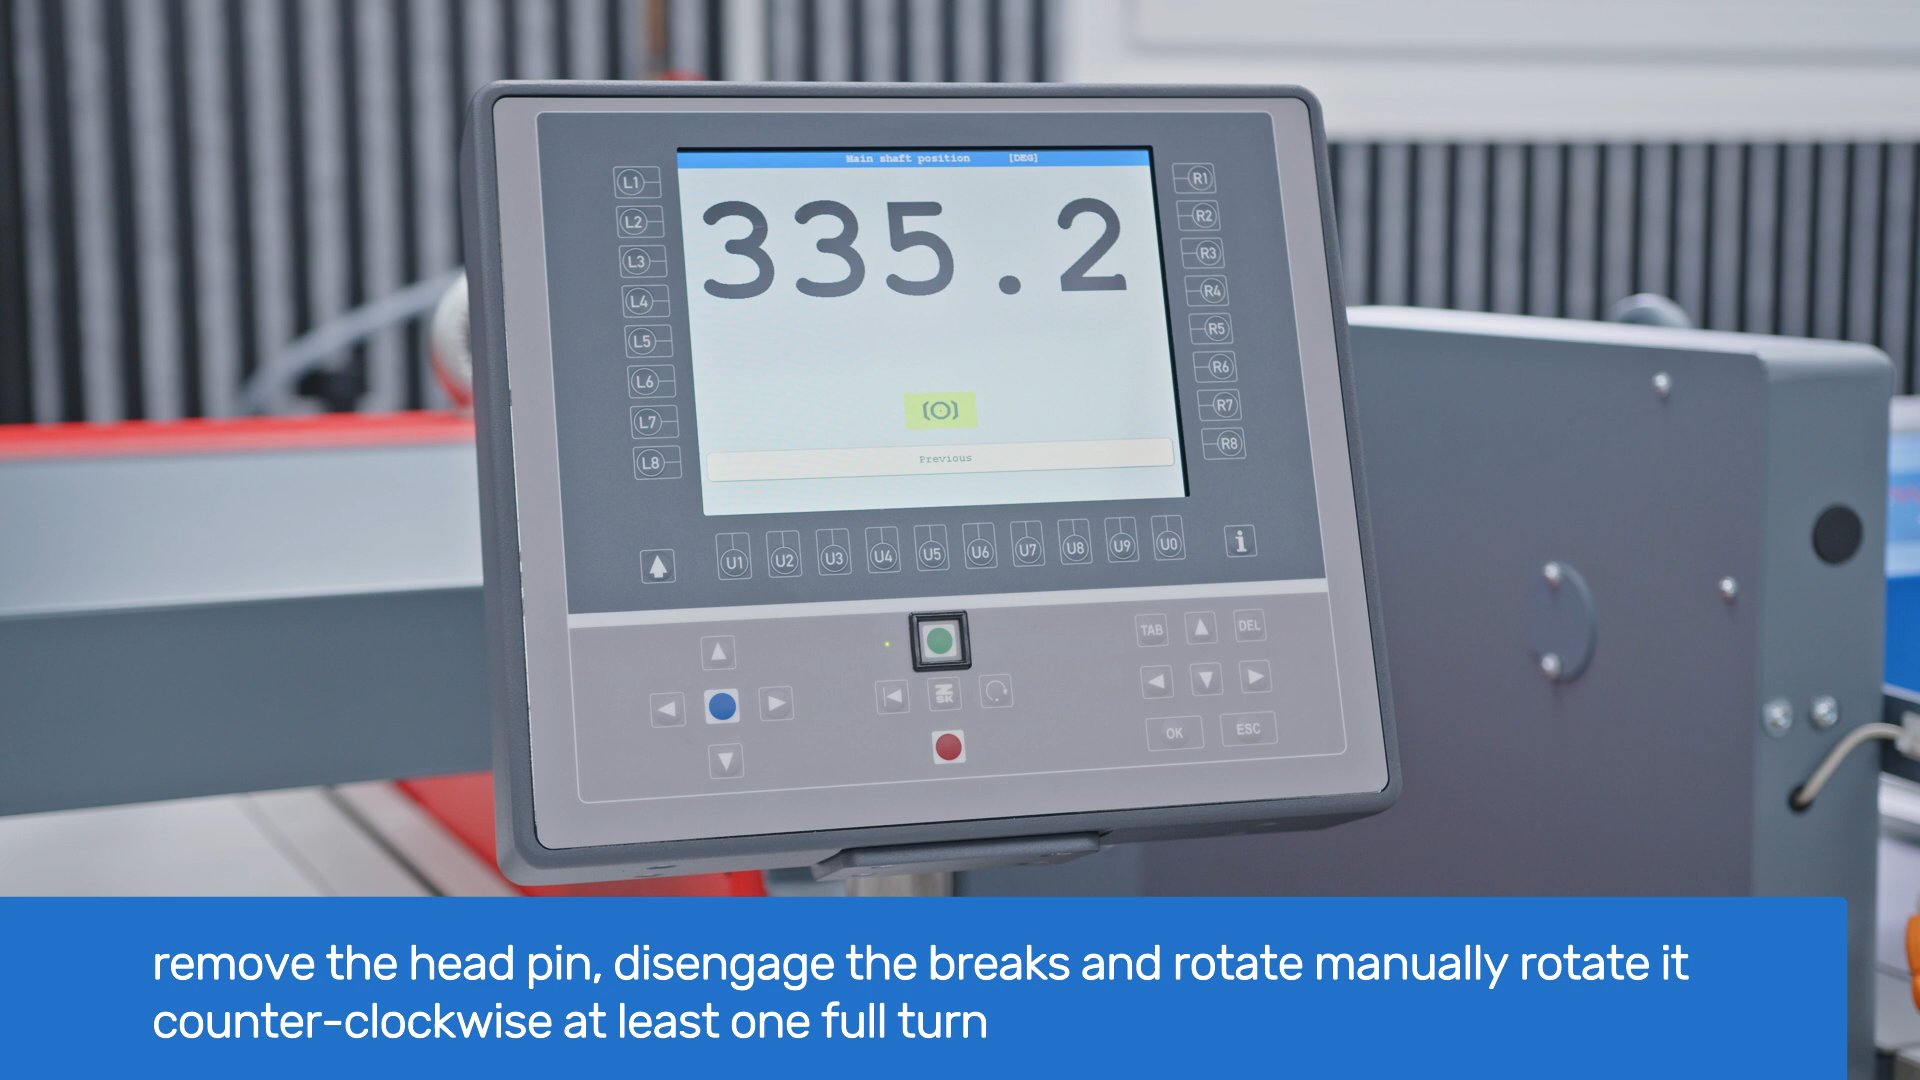 Main shaft position [DEG]
335.2
Previous
L1
L2
L3
L4
L5
L6
L7
L8
R1
R2
R3
R4
R5
R6
R7
R8
U1 U2 U3 U4 U5 U6 U7 U8 U9 U0 i
TAB DEL
ZSK
OK ESC
remove the head pin, disengage the breaks and rotate manually rotate it
counter-clockwise at least one full turn